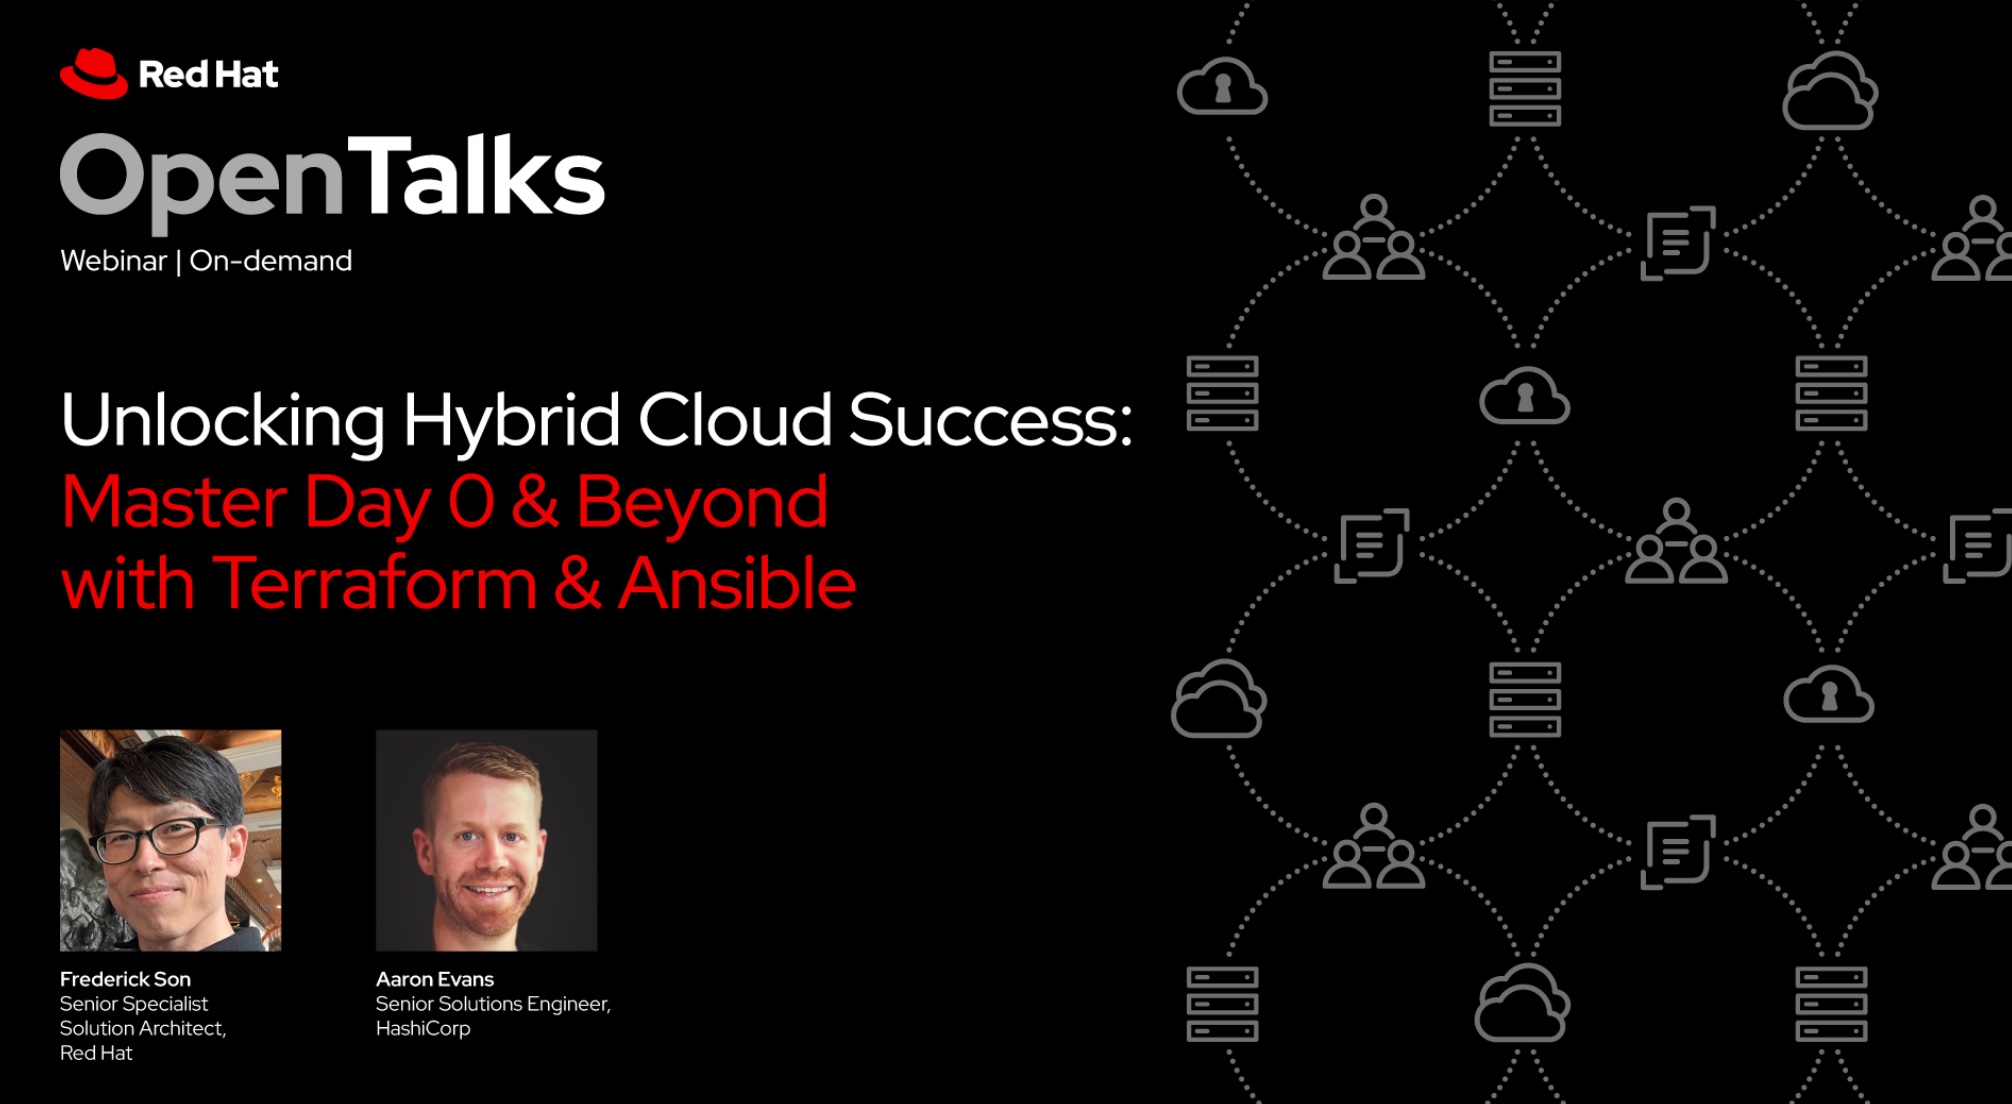 Red Hat
OpenTalks
Webinar | On-demand
Unlocking Hybrid Cloud Success:
Master Day 0 & Beyond
with Terraform & Ansible
Frederick Son
Senior Specialist
Solution Architect,
Red Hat
Aaron Evans
Senior Solutions Engineer,
HashiCorp